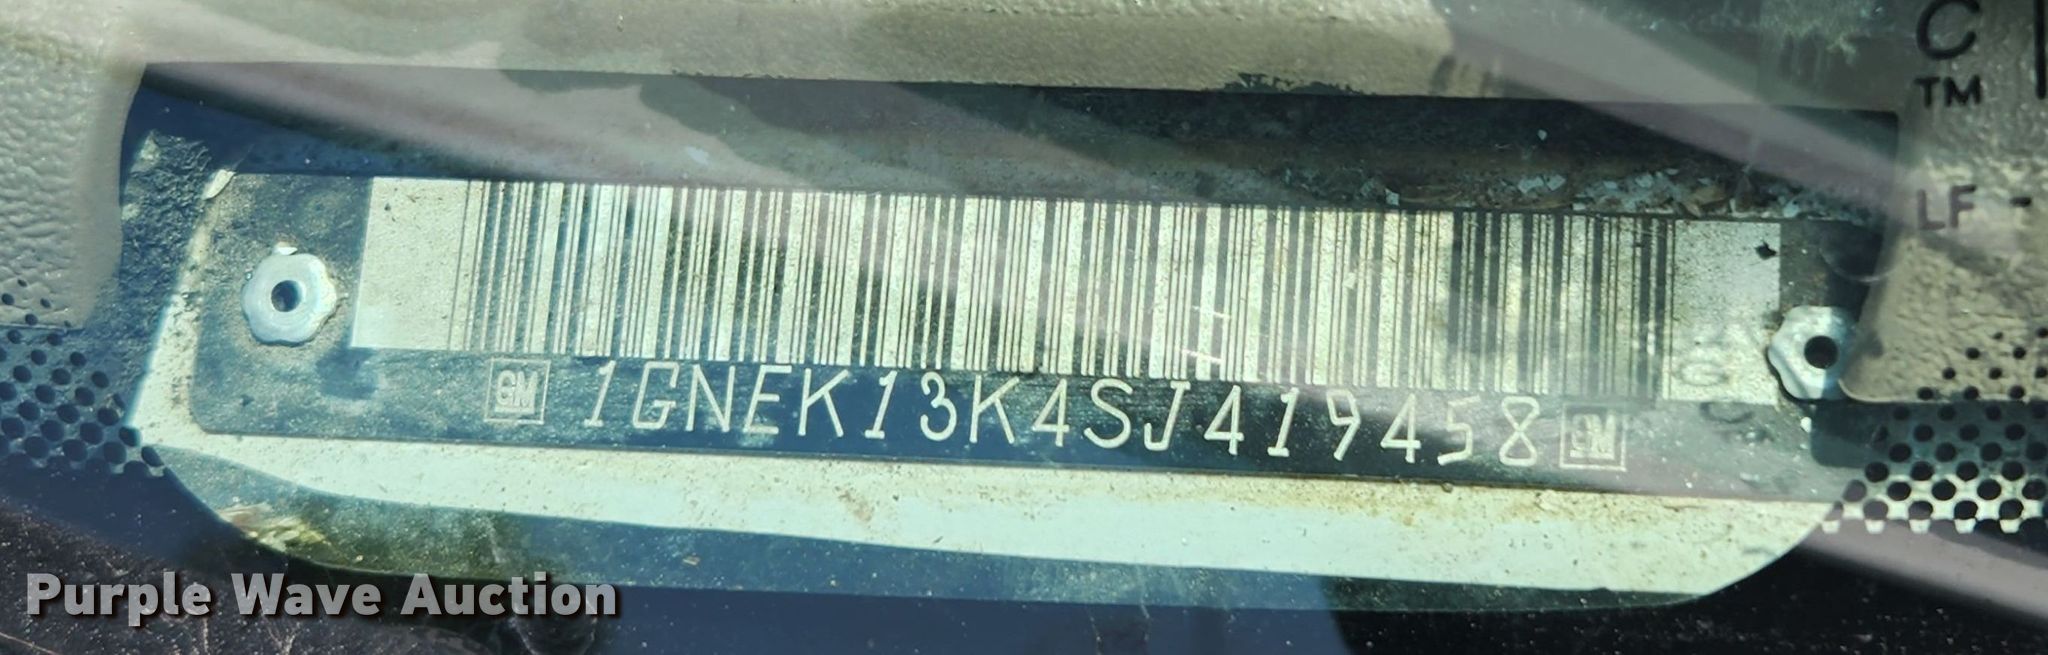 C
TM
LF -
GM 1GNEK13K4SJ419458 GM
Purple Wave Auction